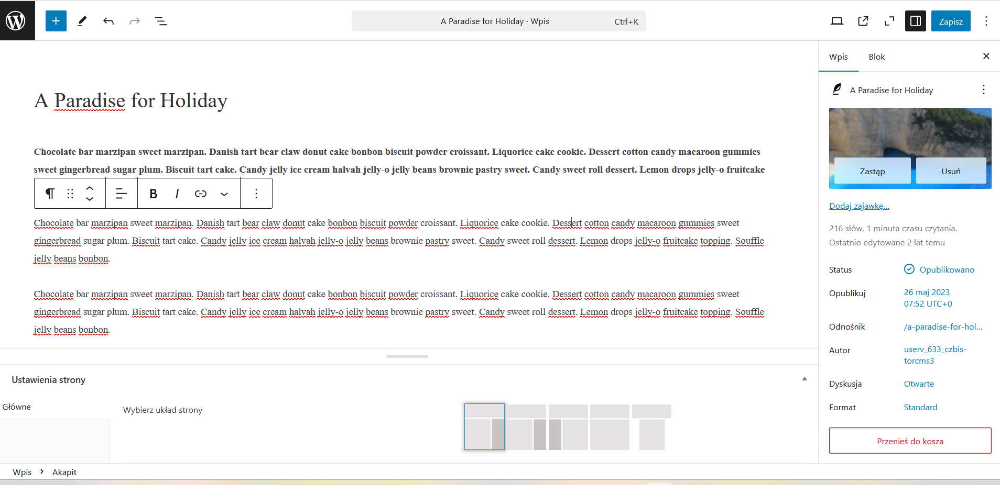 A Paradise for Holiday · Wpis Ctrl+K
Zapisz
A Paradise for Holiday
Chocolate bar marzipan sweet marzipan. Danish tart bear claw donut cake bonbon biscuit powder croissant. Liquorice cake cookie. Dessert cotton candy macaroon gummies
sweet gingerbread sugar plum. Biscuit tart cake. Candy jelly ice cream halvah jelly-o jelly beans brownie pastry sweet. Candy sweet roll dessert. Lemon drops jelly-o fruitcake
B I
Chocolate bar marzipan sweet marzipan. Danish tart bear claw donut cake bonbon biscuit powder croissant. Liquorice cake cookie. Dessert cotton candy macaroon gummies sweet
gingerbread sugar plum. Biscuit tart cake. Candy jelly ice cream halvah jelly-o jelly beans brownie pastry sweet. Candy sweet roll dessert. Lemon drops jelly-o fruitcake topping. Souffle
jelly beans bonbon.
Chocolate bar marzipan sweet marzipan. Danish tart bear claw donut cake bonbon biscuit powder croissant. Liquorice cake cookie. Dessert cotton candy macaroon gummies sweet
gingerbread sugar plum. Biscuit tart cake. Candy jelly ice cream halvah jelly-o jelly beans brownie pastry sweet. Candy sweet roll dessert. Lemon drops jelly-o fruitcake topping. Souffle
jelly beans bonbon.
Ustawienia strony
Główne
Wybierz układ strony
Wpis > Akapit
Wpis Blok
A Paradise for Holiday
Zastąp Usuń
Dodaj zajawkę...
216 słów, 1 minuta czasu czytania.
Ostatnio edytowane 2 lat temu
Status Opublikowano
Opublikuj 26 maj 2023
07:52 UTC+0
Odnośnik /a-paradise-for-hol...
Autor userv_633_czbis-
torcms3
Dyskusja Otwarte
Format Standard
Przenieś do kosza